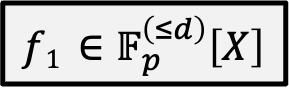 f₁ ∈ 𝔽ₚ^(≤d)[X]